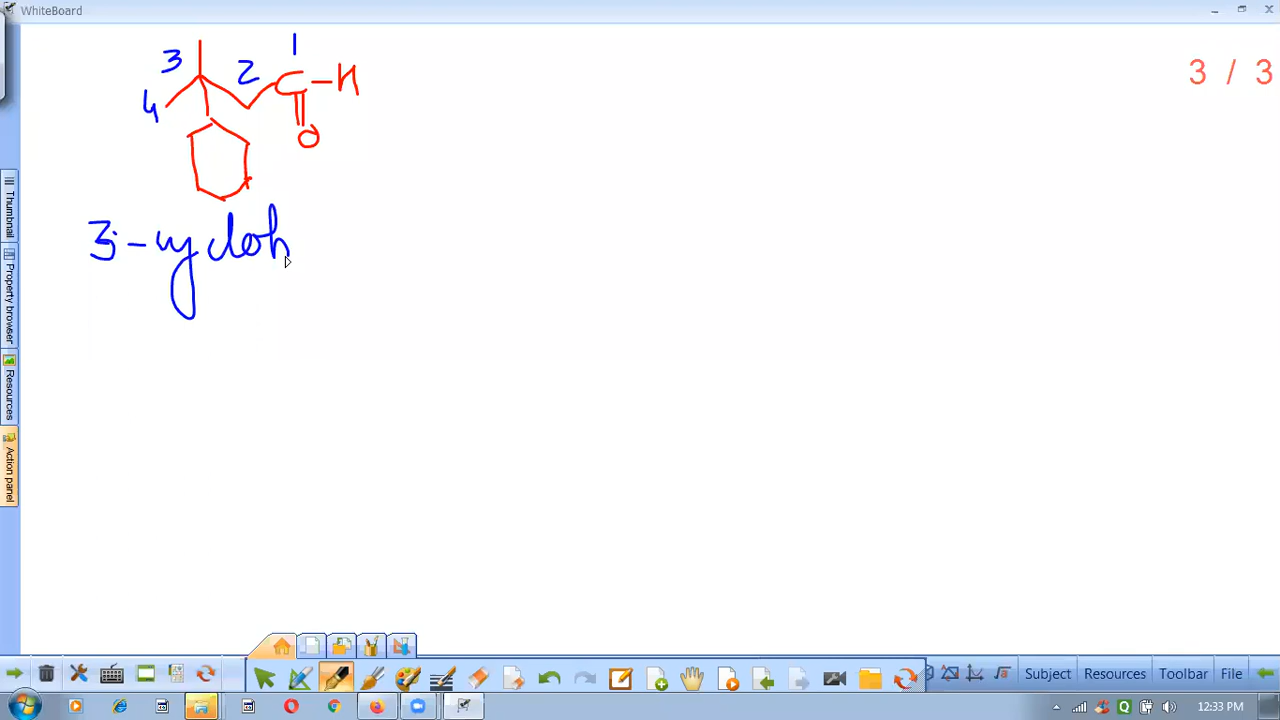 WhiteBoard
3 / 3
1
3
2
C – H
4
O
3-cycloh
Thumbnail
Property browser
Resources
Action panel
Subject
Resources
Toolbar
File
12:33 PM